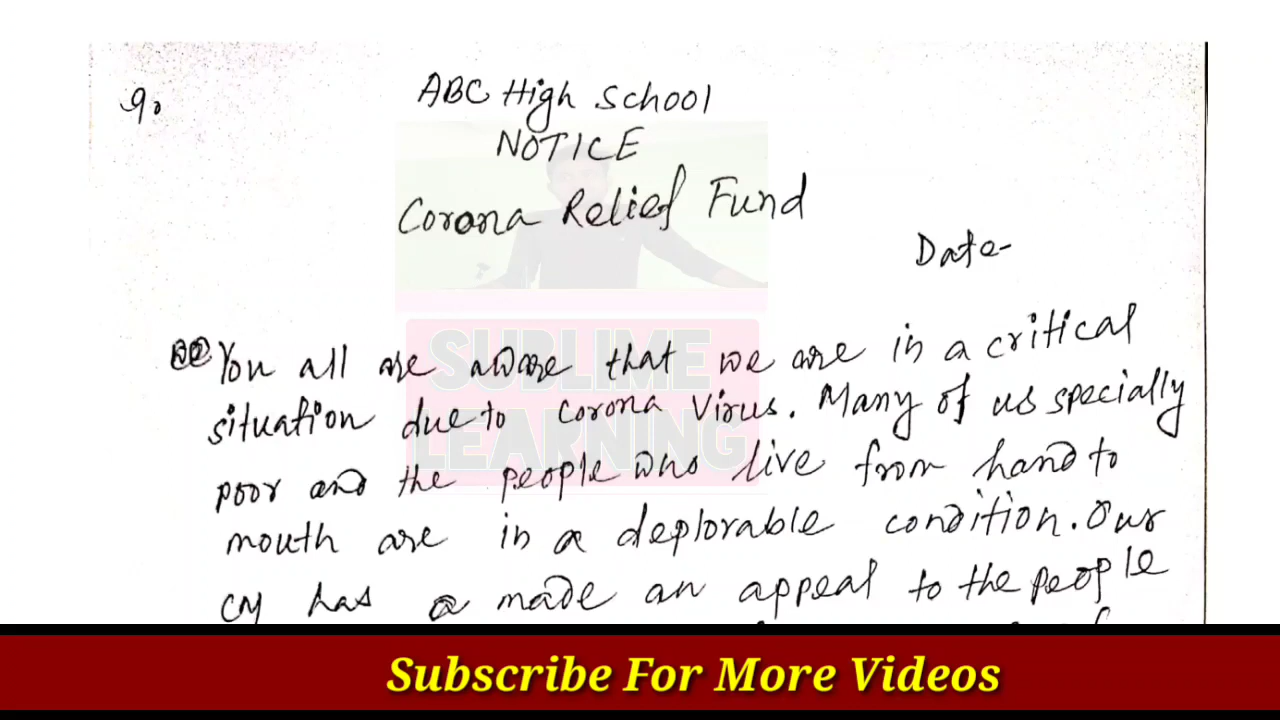 9.
ABC High School
NOTICE
Corona Relief Fund
Date-
You all are aware that we are in a critical
situation due to corona virus. Many of us specially
poor and the people who live from hand to
mouth are in a deplorable condition. Our
CM has a made an appeal to the people
SUBLIME
LEARNING
Subscribe For More Videos